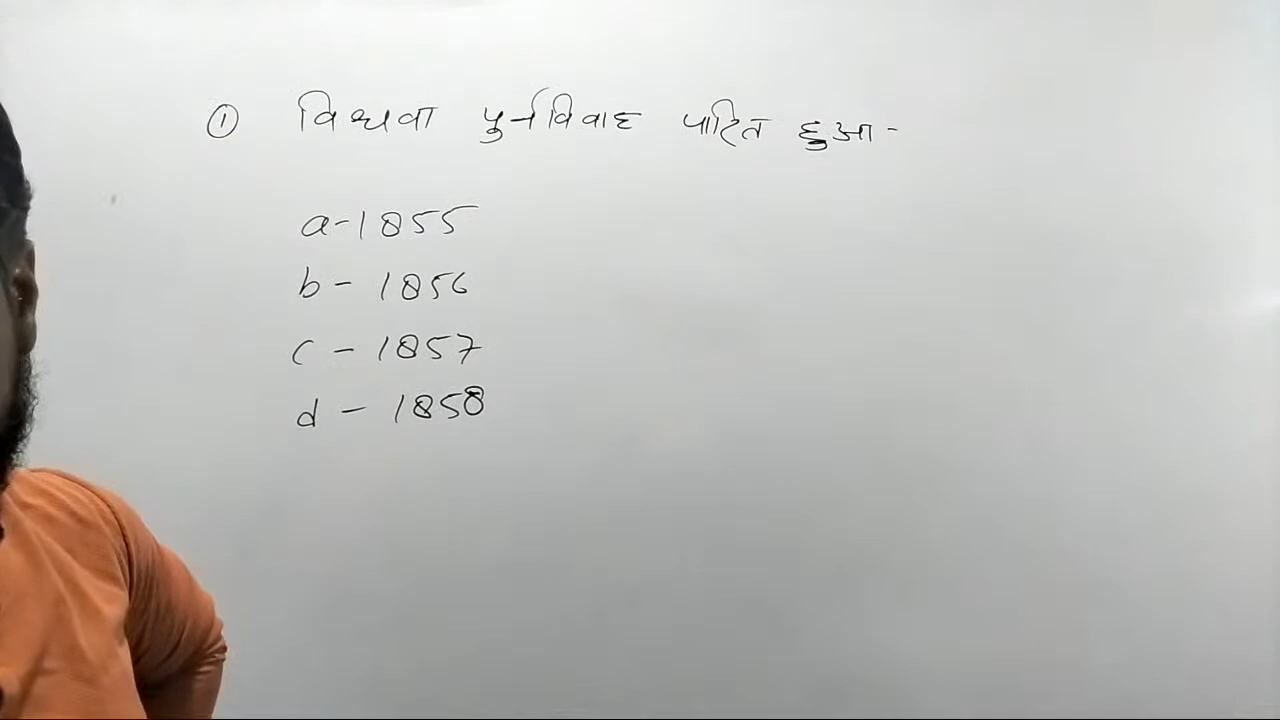 ① विधवा पुर्नविवाह पारित हुआ -
a-1855
b - 1856
c - 1857
d - 1858